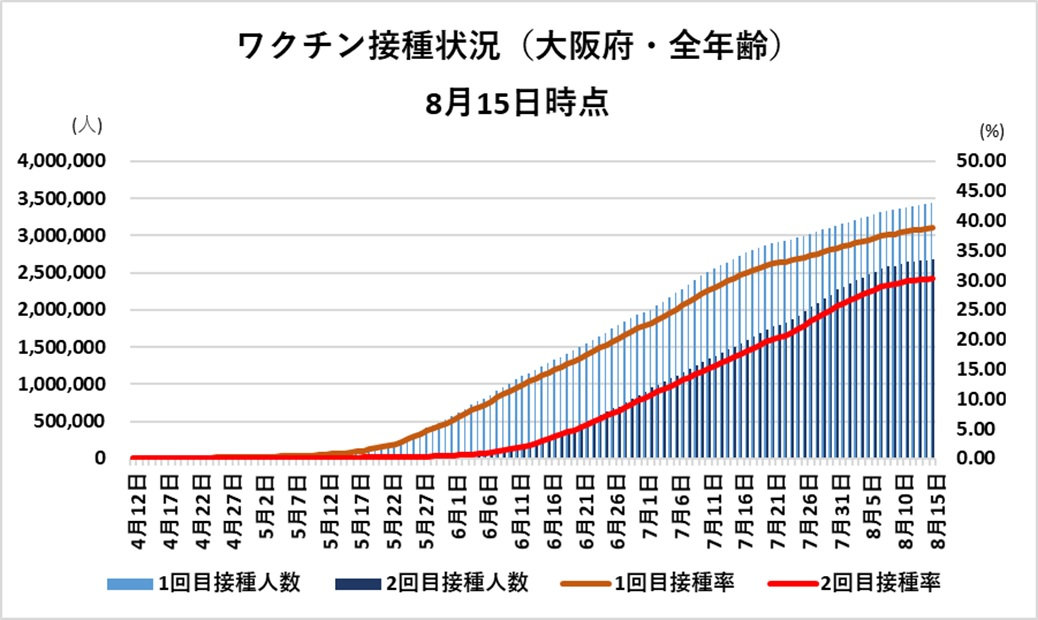 ワクチン接種状況（大阪府・全年齢）
8月15日時点
(人)
(%)
4,000,000
3,500,000
3,000,000
2,500,000
2,000,000
1,500,000
1,000,000
500,000
0
50.00
45.00
40.00
35.00
30.00
25.00
20.00
15.00
10.00
5.00
0.00
4月12日
4月17日
4月22日
4月27日
5月2日
5月7日
5月12日
5月17日
5月22日
5月27日
6月1日
6月6日
6月11日
6月16日
6月21日
6月26日
7月1日
7月6日
7月11日
7月16日
7月21日
7月26日
7月31日
8月5日
8月10日
8月15日
1回目接種人数 2回目接種人数 1回目接種率 2回目接種率